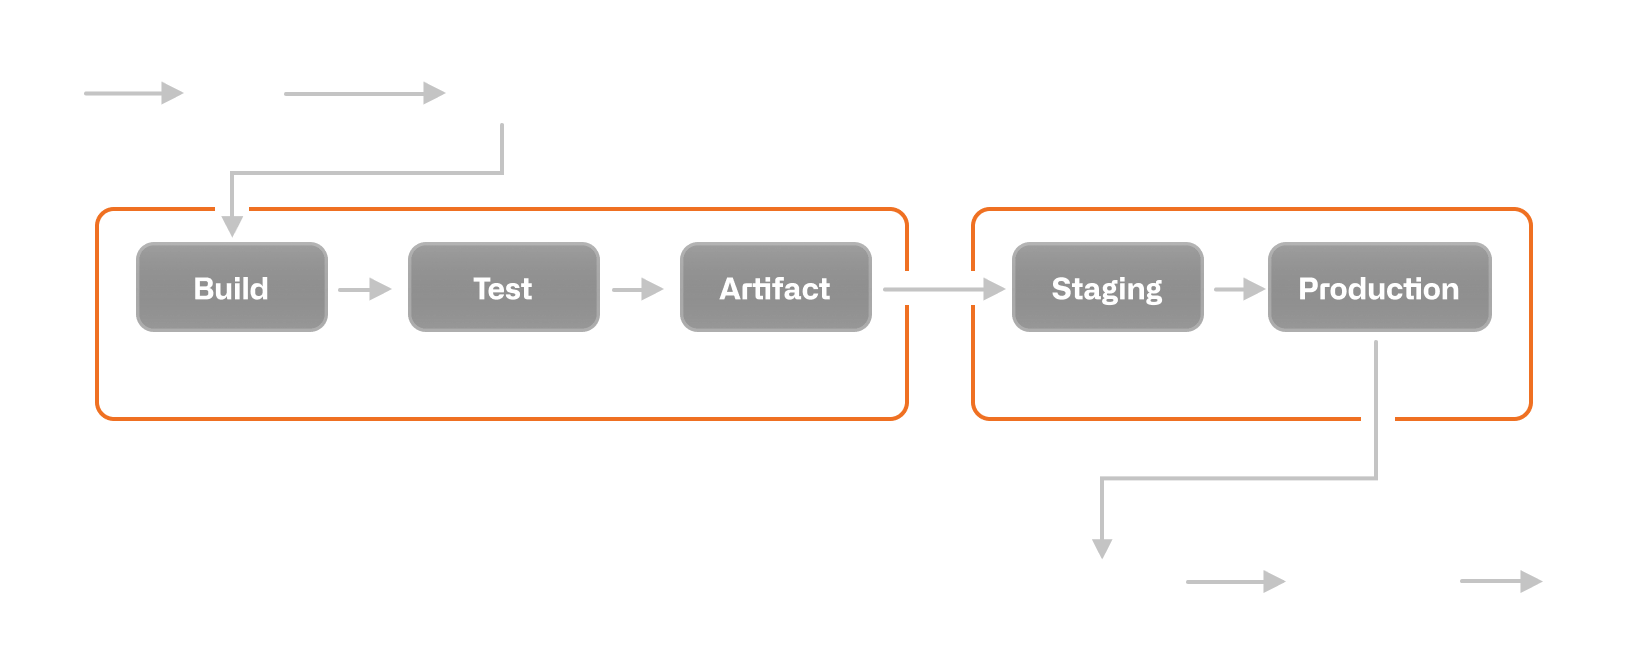 Build
Test
Artifact
Staging
Production